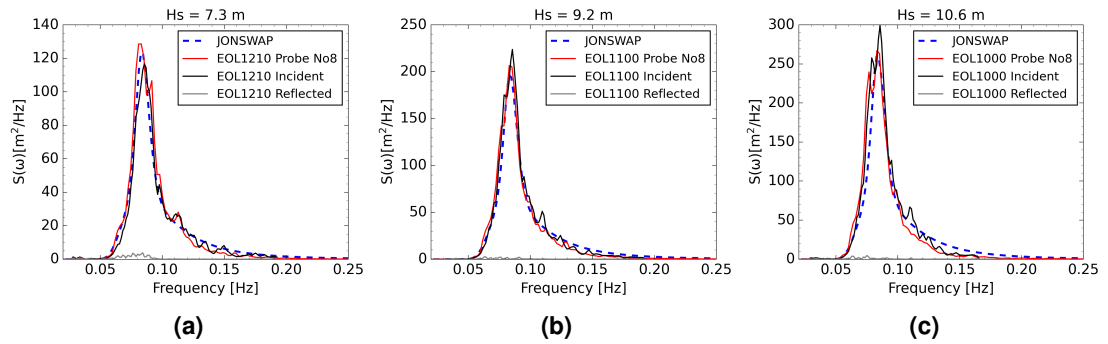 Hs = 7.3 m
140
120
100
80
60
40
20
0
S(ω)[m²/Hz]
JONSWAP
EOL1210 Probe No8
EOL1210 Incident
EOL1210 Reflected
0.05 0.10 0.15 0.20 0.25
Frequency [Hz]
(a)
Hs = 9.2 m
250
200
150
100
50
0
S(ω)[m²/Hz]
JONSWAP
EOL1100 Probe No8
EOL1100 Incident
EOL1100 Reflected
0.05 0.10 0.15 0.20 0.25
Frequency [Hz]
(b)
Hs = 10.6 m
300
250
200
150
100
50
0
S(ω)[m²/Hz]
JONSWAP
EOL1000 Probe No8
EOL1000 Incident
EOL1000 Reflected
0.05 0.10 0.15 0.20 0.25
Frequency [Hz]
(c)